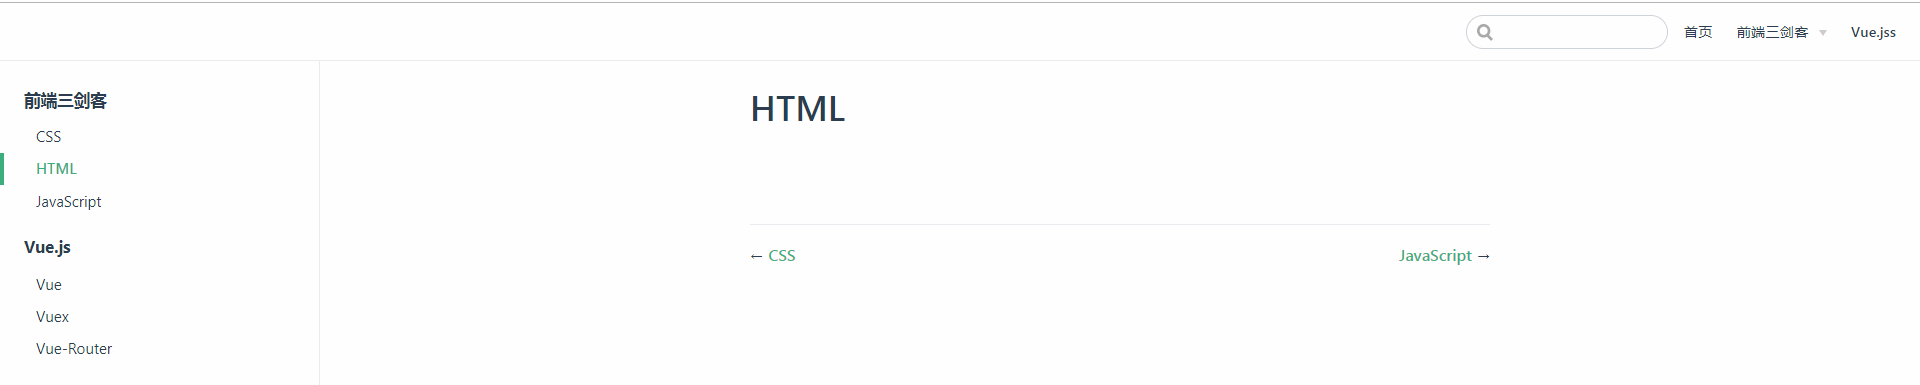 首页 前端三剑客 Vue.jss
前端三剑客
CSS
HTML
JavaScript
Vue.js
Vue
Vuex
Vue-Router
HTML
← CSS JavaScript →